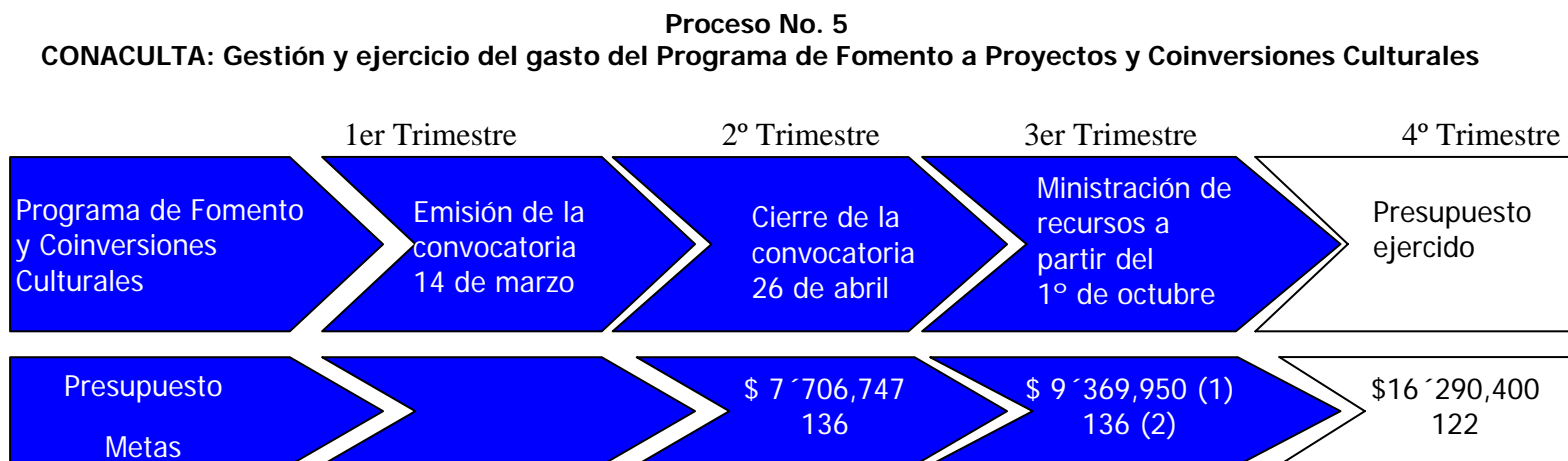 Proceso No. 5
CONACULTA: Gestión y ejercicio del gasto del Programa de Fomento a Proyectos y Coinversiones Culturales
1er Trimestre
2º Trimestre
3er Trimestre
4º Trimestre
Programa de Fomento
y Coinversiones
Culturales
Emisión de la
convocatoria
14 de marzo
Cierre de la
convocatoria
26 de abril
Ministración de
recursos a
partir del
1º de octubre
Presupuesto
ejercido
Presupuesto
Metas
$ 7´706,747
136
$ 9´369,950 (1)
136 (2)
$16´290,400
122